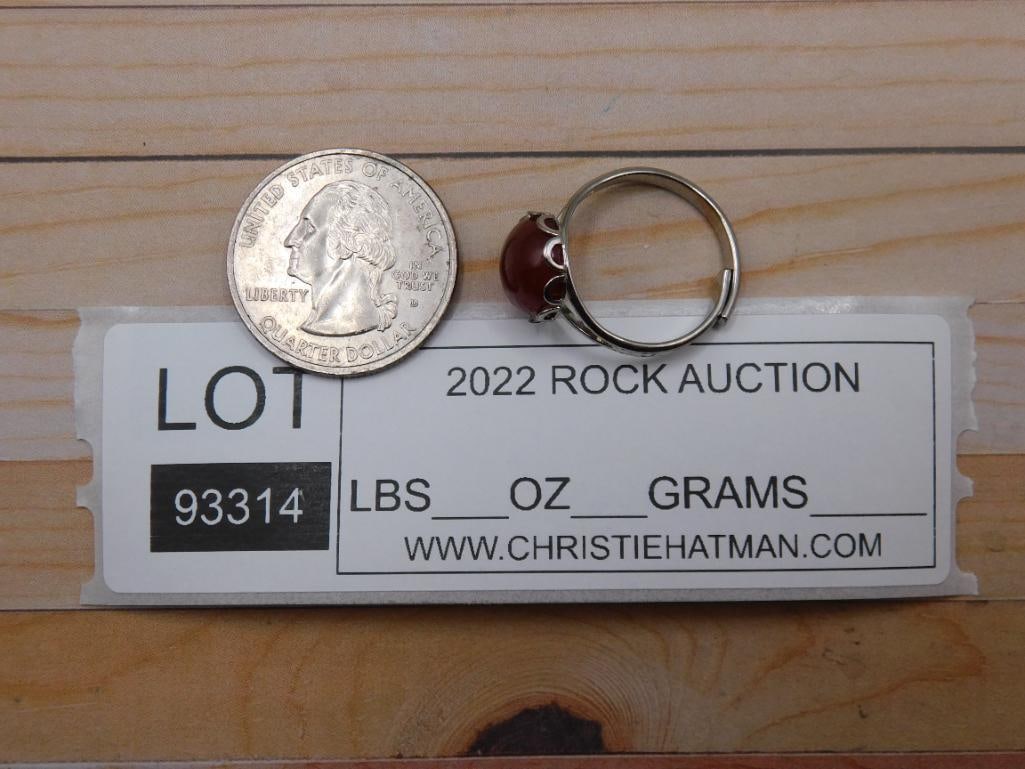 UNITED STATES OF AMERICA
LIBERTY
IN
GOD WE
TRUST
D
QUARTER DOLLAR
LOT
93314
2022 ROCK AUCTION
LBS___OZ___GRAMS_____
WWW.CHRISTIEHATMAN.COM